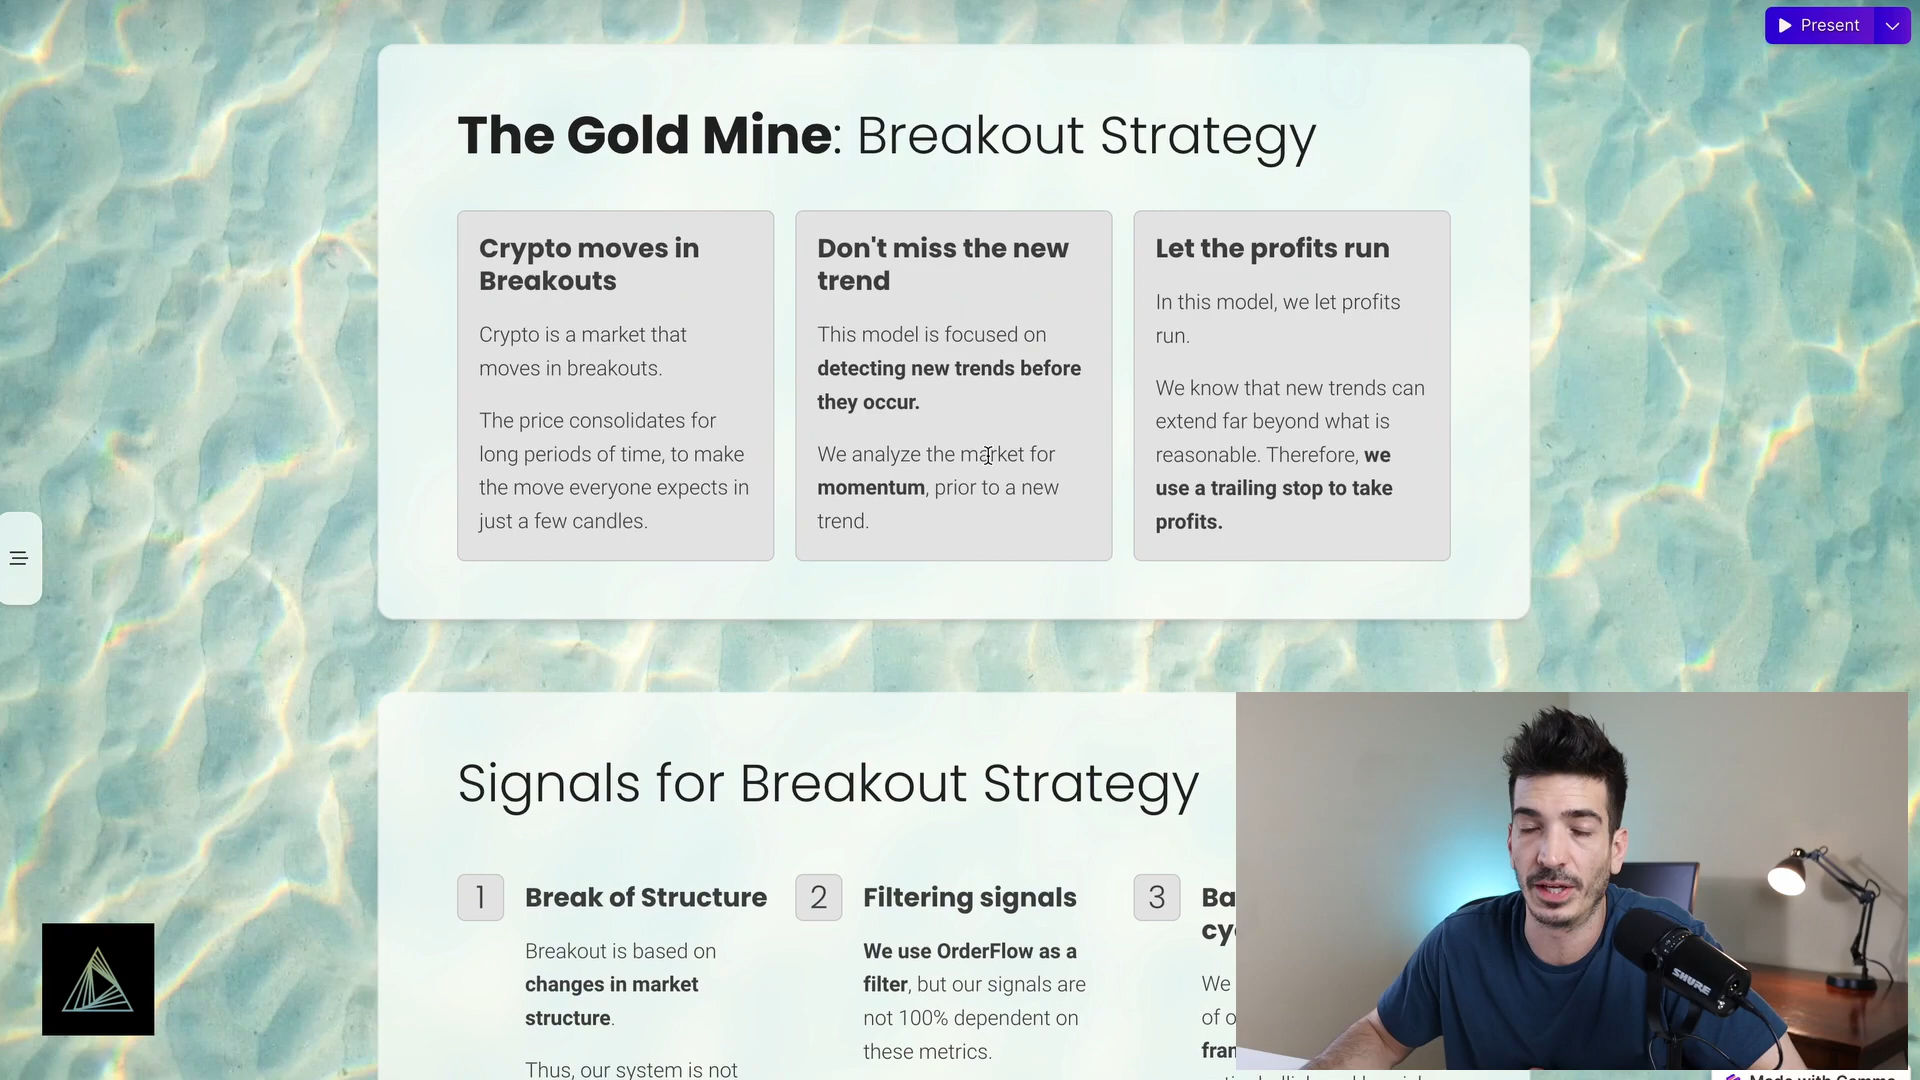 Present
The Gold Mine: Breakout Strategy
Crypto moves in
Breakouts
Crypto is a market that
moves in breakouts.
The price consolidates for
long periods of time, to make
the move everyone expects in
just a few candles.
Don't miss the new
trend
This model is focused on
detecting new trends before
they occur.
We analyze the market for
momentum, prior to a new
trend.
Let the profits run
In this model, we let profits
run.
We know that new trends can
extend far beyond what is
reasonable. Therefore, we
use a trailing stop to take
profits.
Signals for Breakout Strategy
1
Break of Structure
Breakout is based on
changes in market
structure.
Thus, our system is not
2
Filtering signals
We use OrderFlow as a
filter, but our signals are
not 100% dependent on
these metrics.
3
We
of
SHURE
Made with Gamma